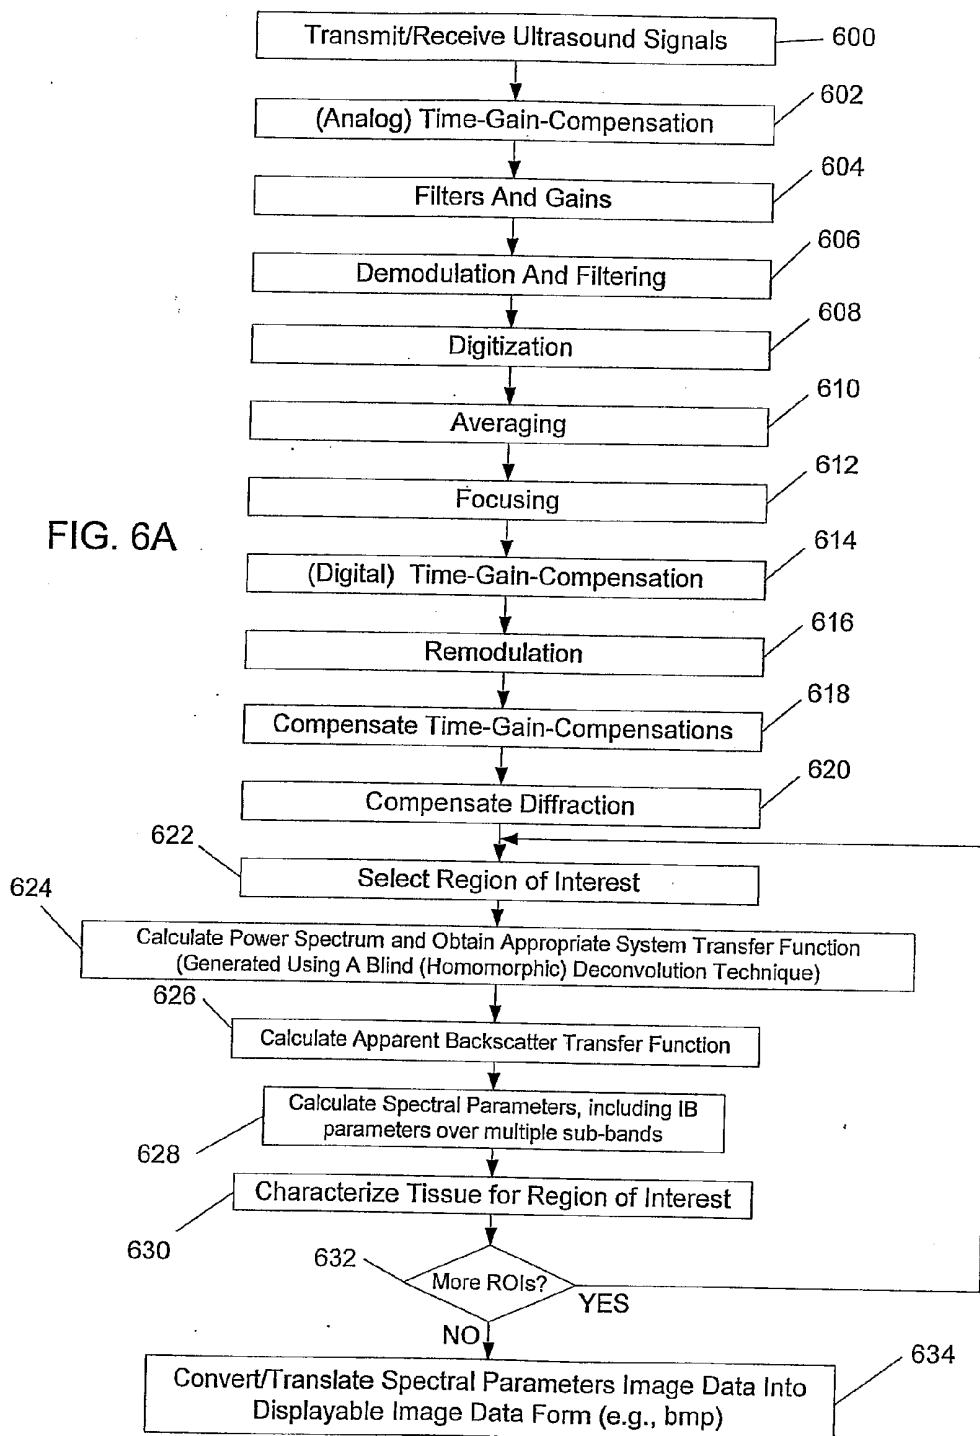 Transmit/Receive Ultrasound Signals
600
(Analog) Time-Gain-Compensation
602
Filters And Gains
604
Demodulation And Filtering
606
Digitization
608
Averaging
610
Focusing
612
FIG. 6A
(Digital) Time-Gain-Compensation
614
Remodulation
616
Compensate Time-Gain-Compensations
618
Compensate Diffraction
620
622
Select Region of Interest
624
Calculate Power Spectrum and Obtain Appropriate System Transfer Function
(Generated Using A Blind (Homomorphic) Deconvolution Technique)
626
Calculate Apparent Backscatter Transfer Function
Calculate Spectral Parameters, including IB
parameters over multiple sub-bands
628
Characterize Tissue for Region of Interest
630
632
More ROIs?
YES
NO
634
Convert/Translate Spectral Parameters Image Data Into
Displayable Image Data Form (e.g., bmp)